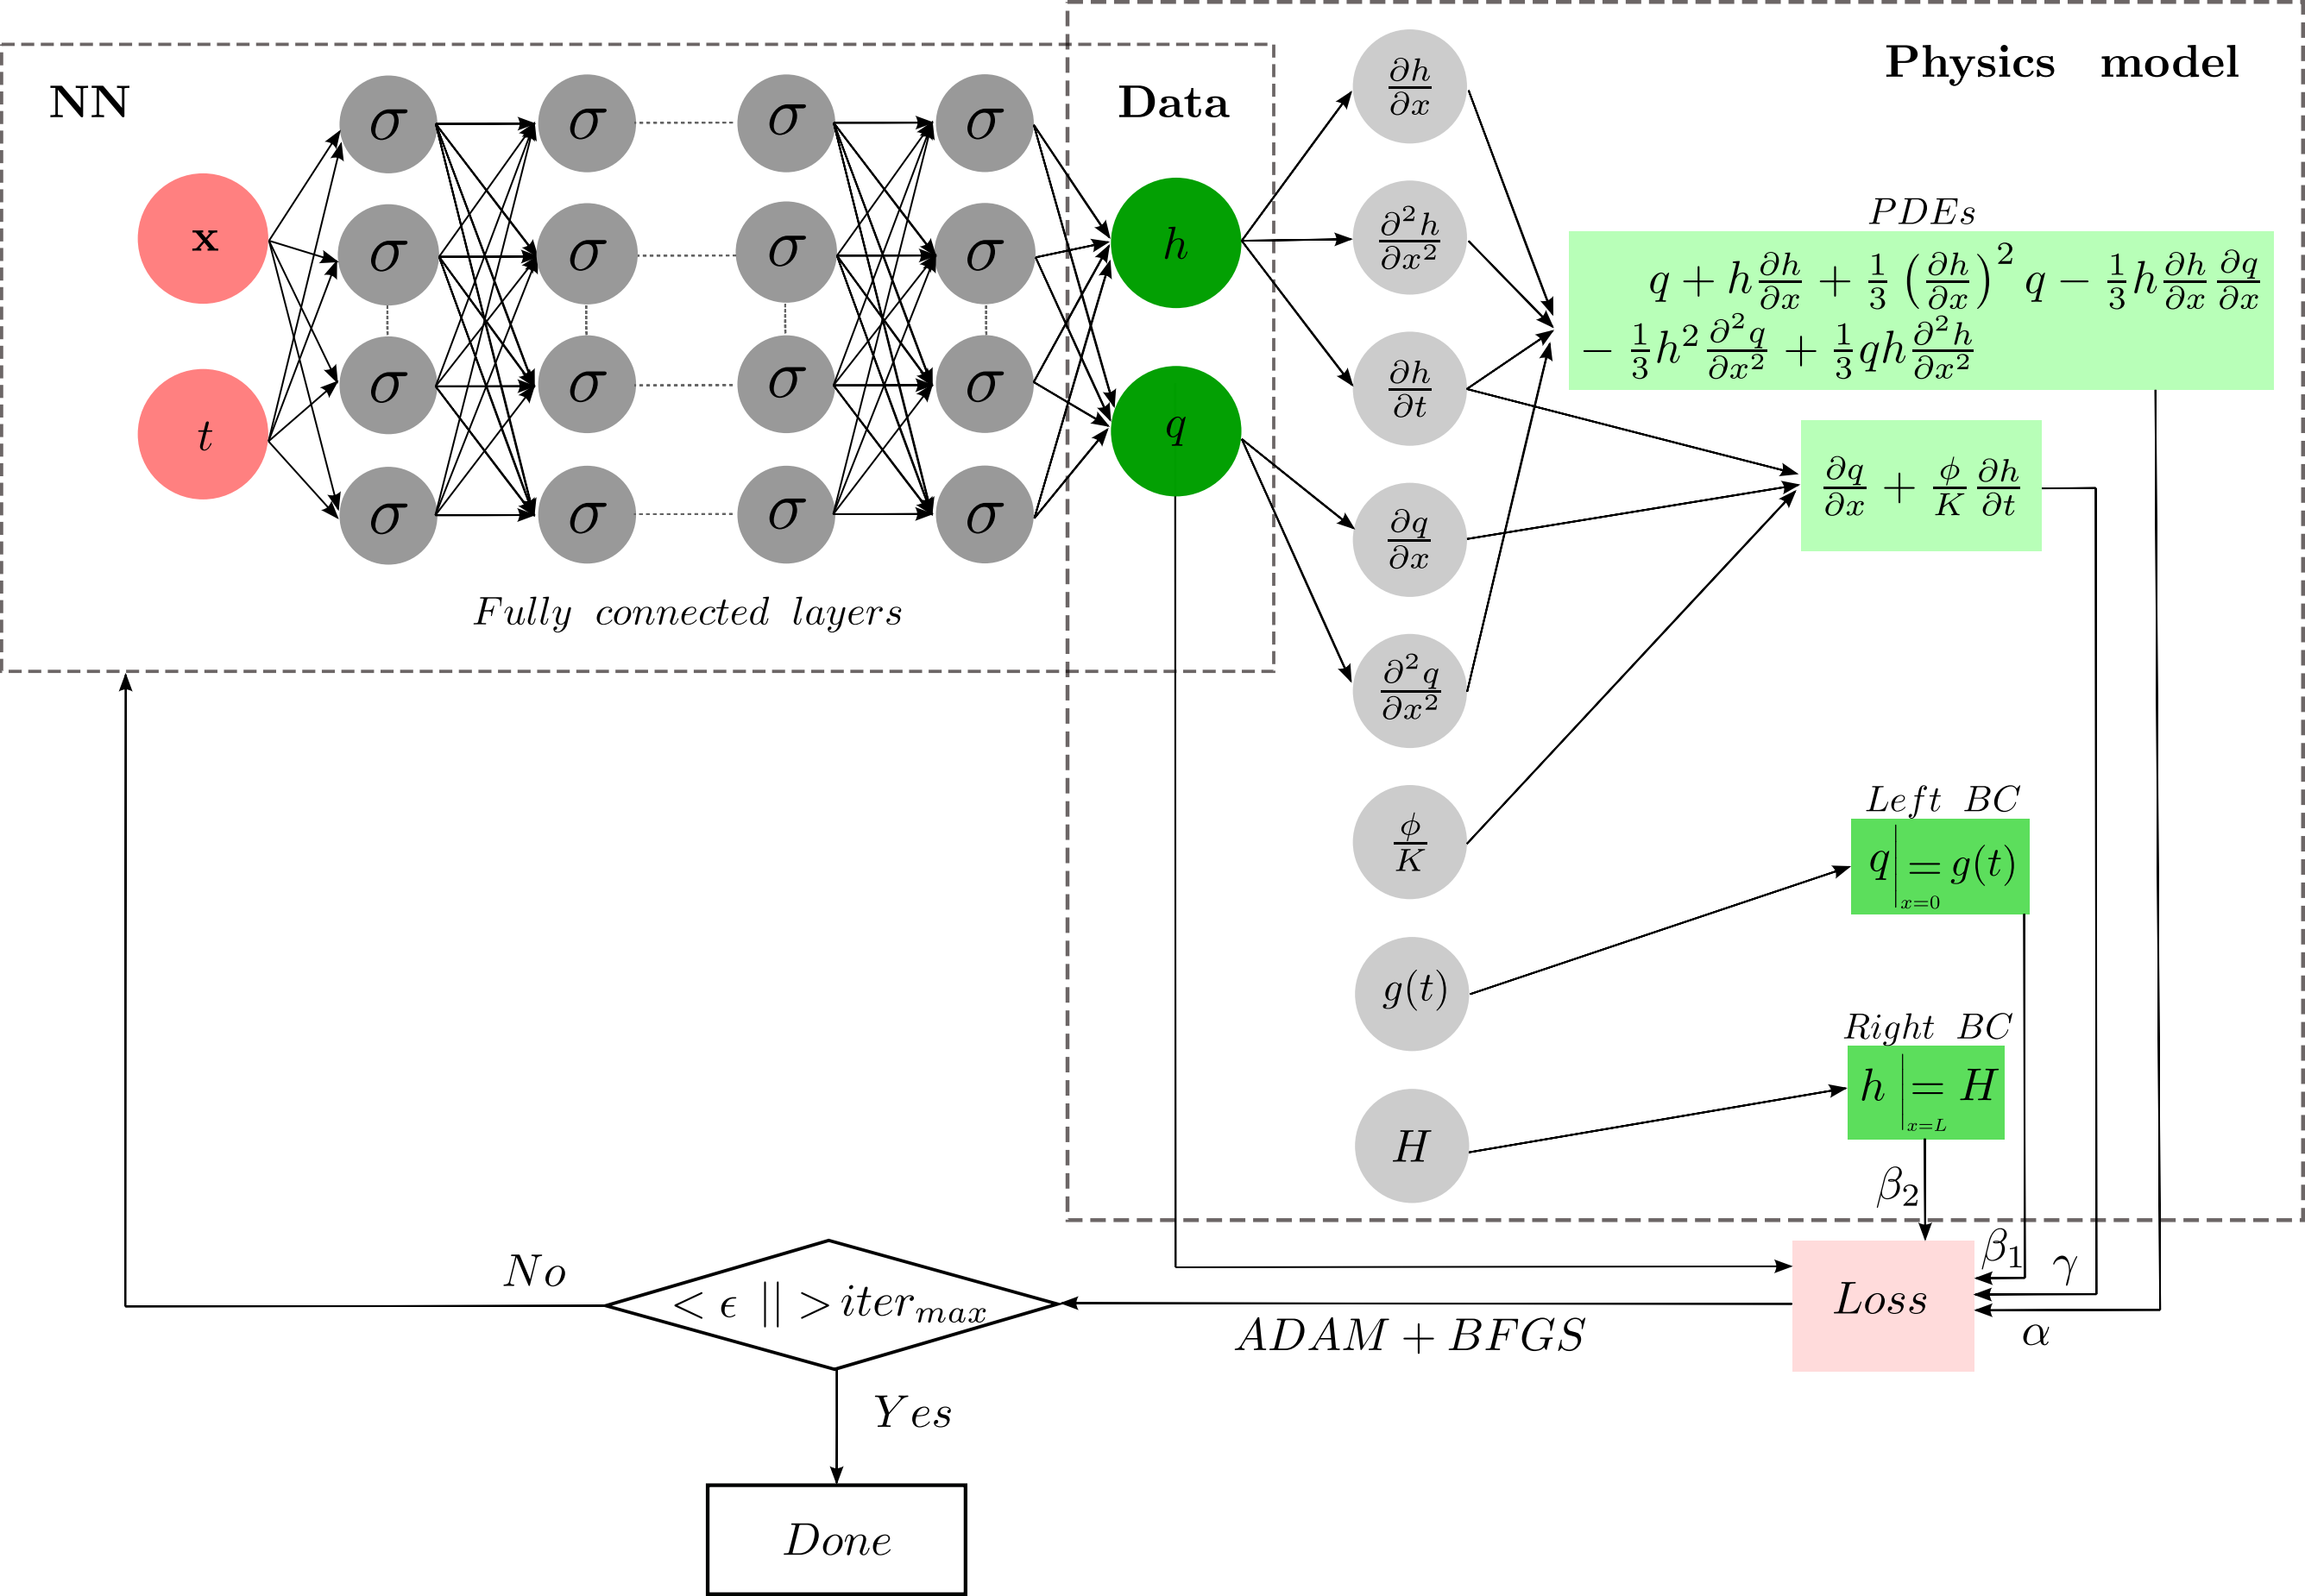 NN
Data
Physics model
x
t
σ σ σ σ
σ σ σ σ
σ σ σ σ
σ σ σ σ
Fully connected layers
h
q
∂h/∂x
∂²h/∂x²
∂h/∂t
∂q/∂x
∂²q/∂x²
ϕ/K
g(t)
H
PDEs
q + h ∂h/∂x + 1/3 (∂h/∂x)² q − 1/3 h ∂h/∂x ∂q/∂x
− 1/3 h² ∂²q/∂x² + 1/3 qh ∂²h/∂x²
∂q/∂x + ϕ/K ∂h/∂t
Left BC
q|x=0 = g(t)
Right BC
h|x=L = H
β₂
β₁
γ
α
Loss
ADAM + BFGS
< ϵ || > iter_max
No
Yes
Done